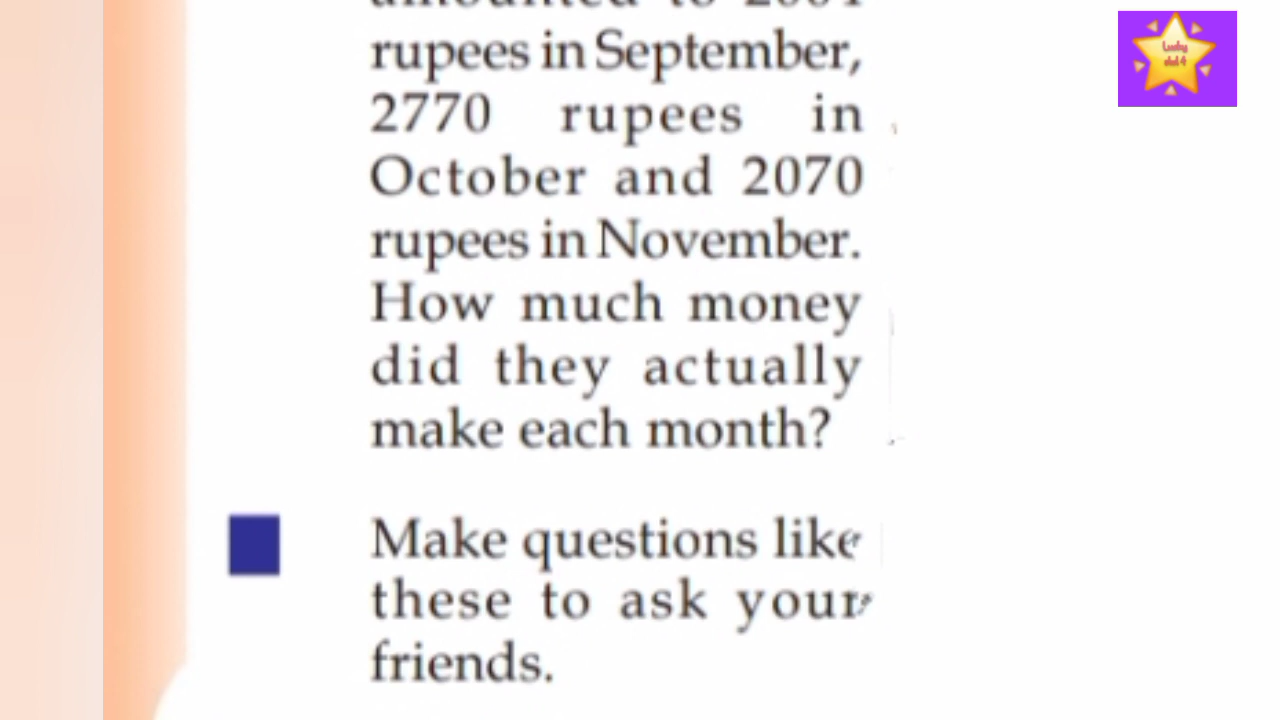 rupees in September,
2770 rupees in
October and 2070
rupees in November.
How much money
did they actually
make each month?
Make questions like
these to ask your
friends.